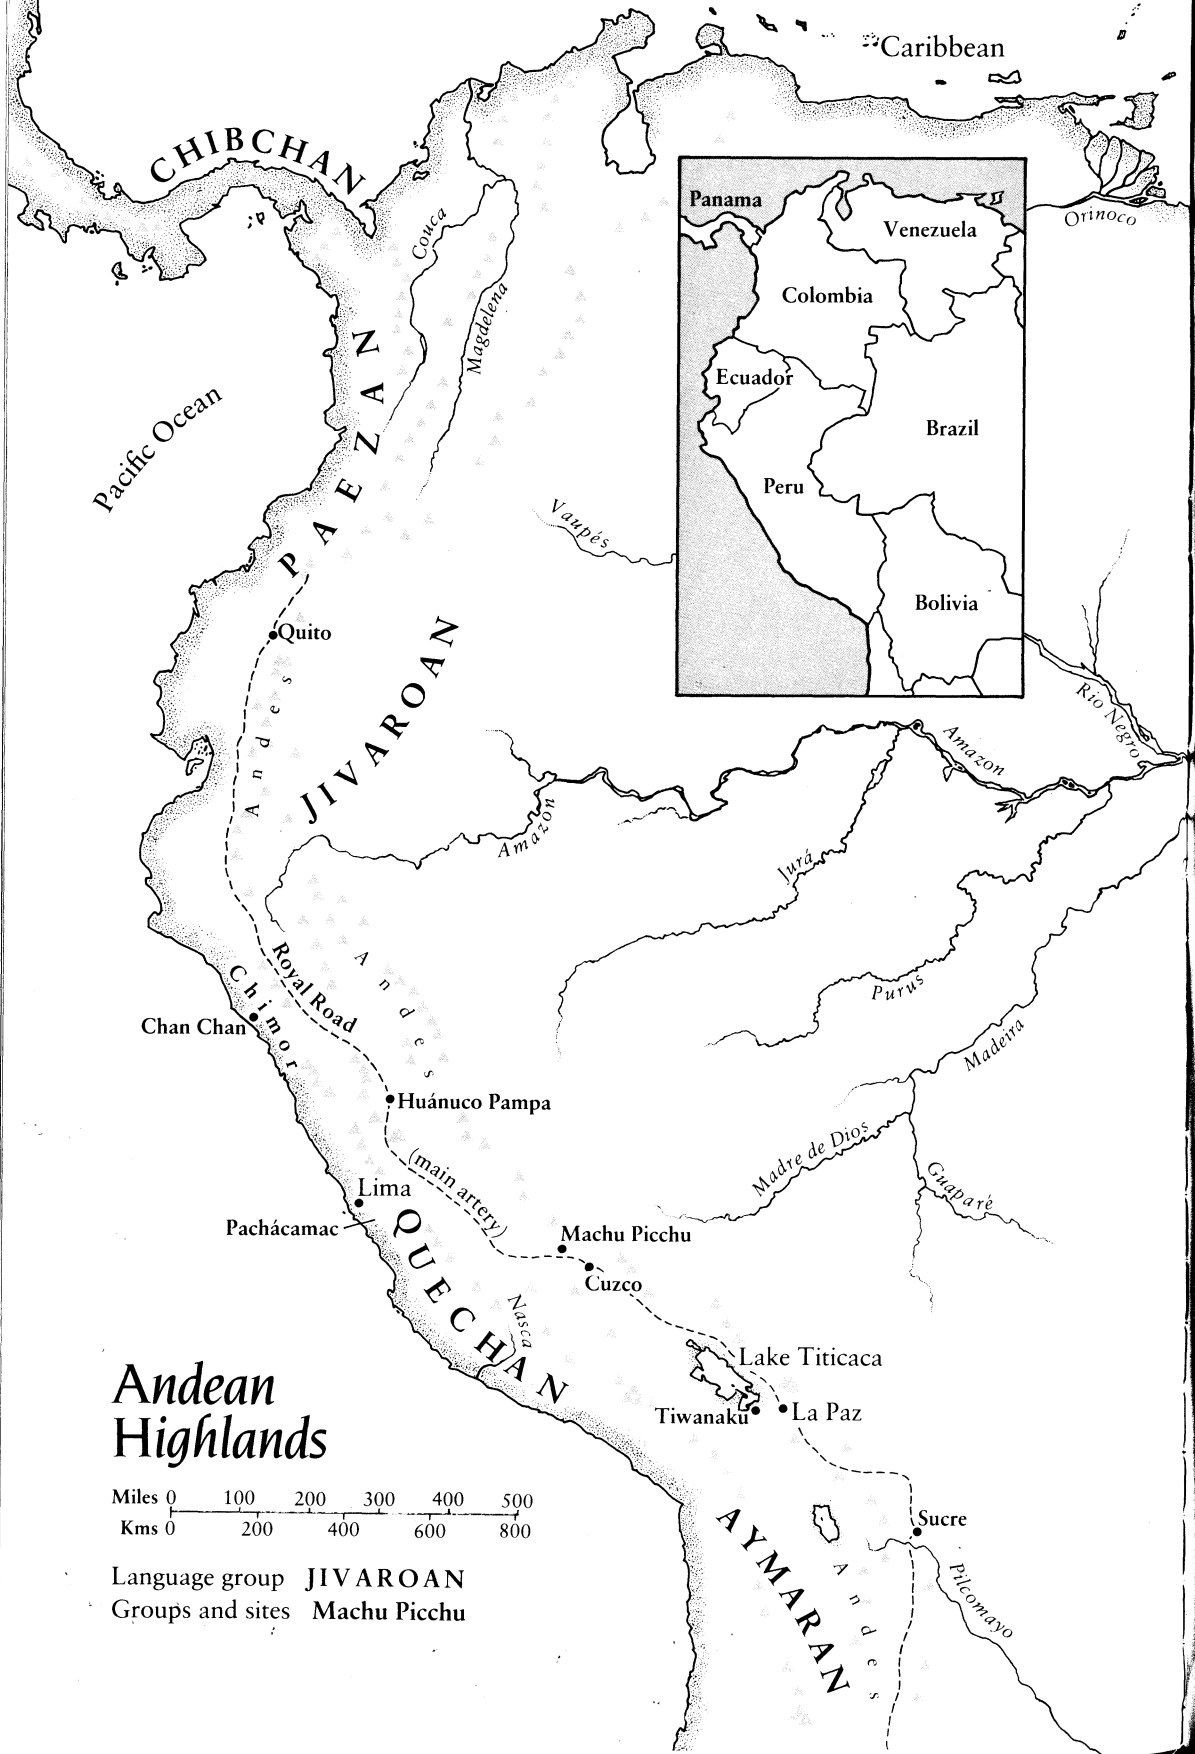 Caribbean
CHIBCHAN
Panama
Venezuela
Colombia
Ecuador
Brazil
Peru
Bolivia
Orinoco
Couca
Magdelena
PAEZAN
Pacific Ocean
Vaupés
Quito
JIVAROAN
Andes
Rio Negro
Amazon
Amazon
Jură
Purus
Madeira
Andes
Royal Road
Chimor
Chan Chan
Huánuco Pampa
(main artery)
Madre de Dios
Guaparé
Lima
Pachácamac
QUECHAN
Machu Picchu
Cuzco
Nasca
Lake Titicaca
Tiwanaku
La Paz
Andean
Highlands
Miles 0 100 200 300 400 500
Kms 0 200 400 600 800
Language group JIVAROAN
Groups and sites Machu Picchu
AYMARAN
Sucre
Andes
Pilcomayo